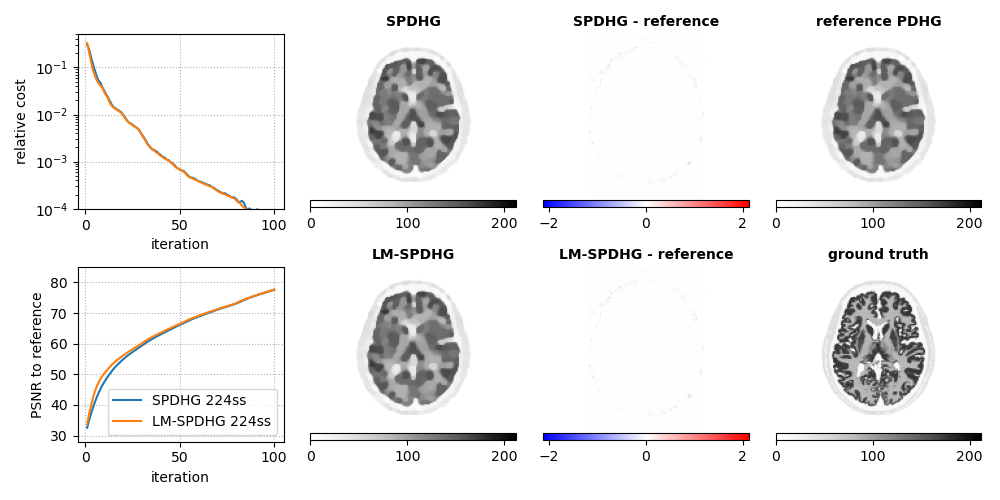 SPDHG
SPDHG - reference
reference PDHG
relative cost
10⁻¹
10⁻²
10⁻³
10⁻⁴
0 50 100
iteration
0 100 200
−2 0 2
0 100 200
LM-SPDHG
LM-SPDHG - reference
ground truth
PSNR to reference
80
70
60
50
40
30
SPDHG 224ss
LM-SPDHG 224ss
0 50 100
iteration
0 100 200
−2 0 2
0 100 200